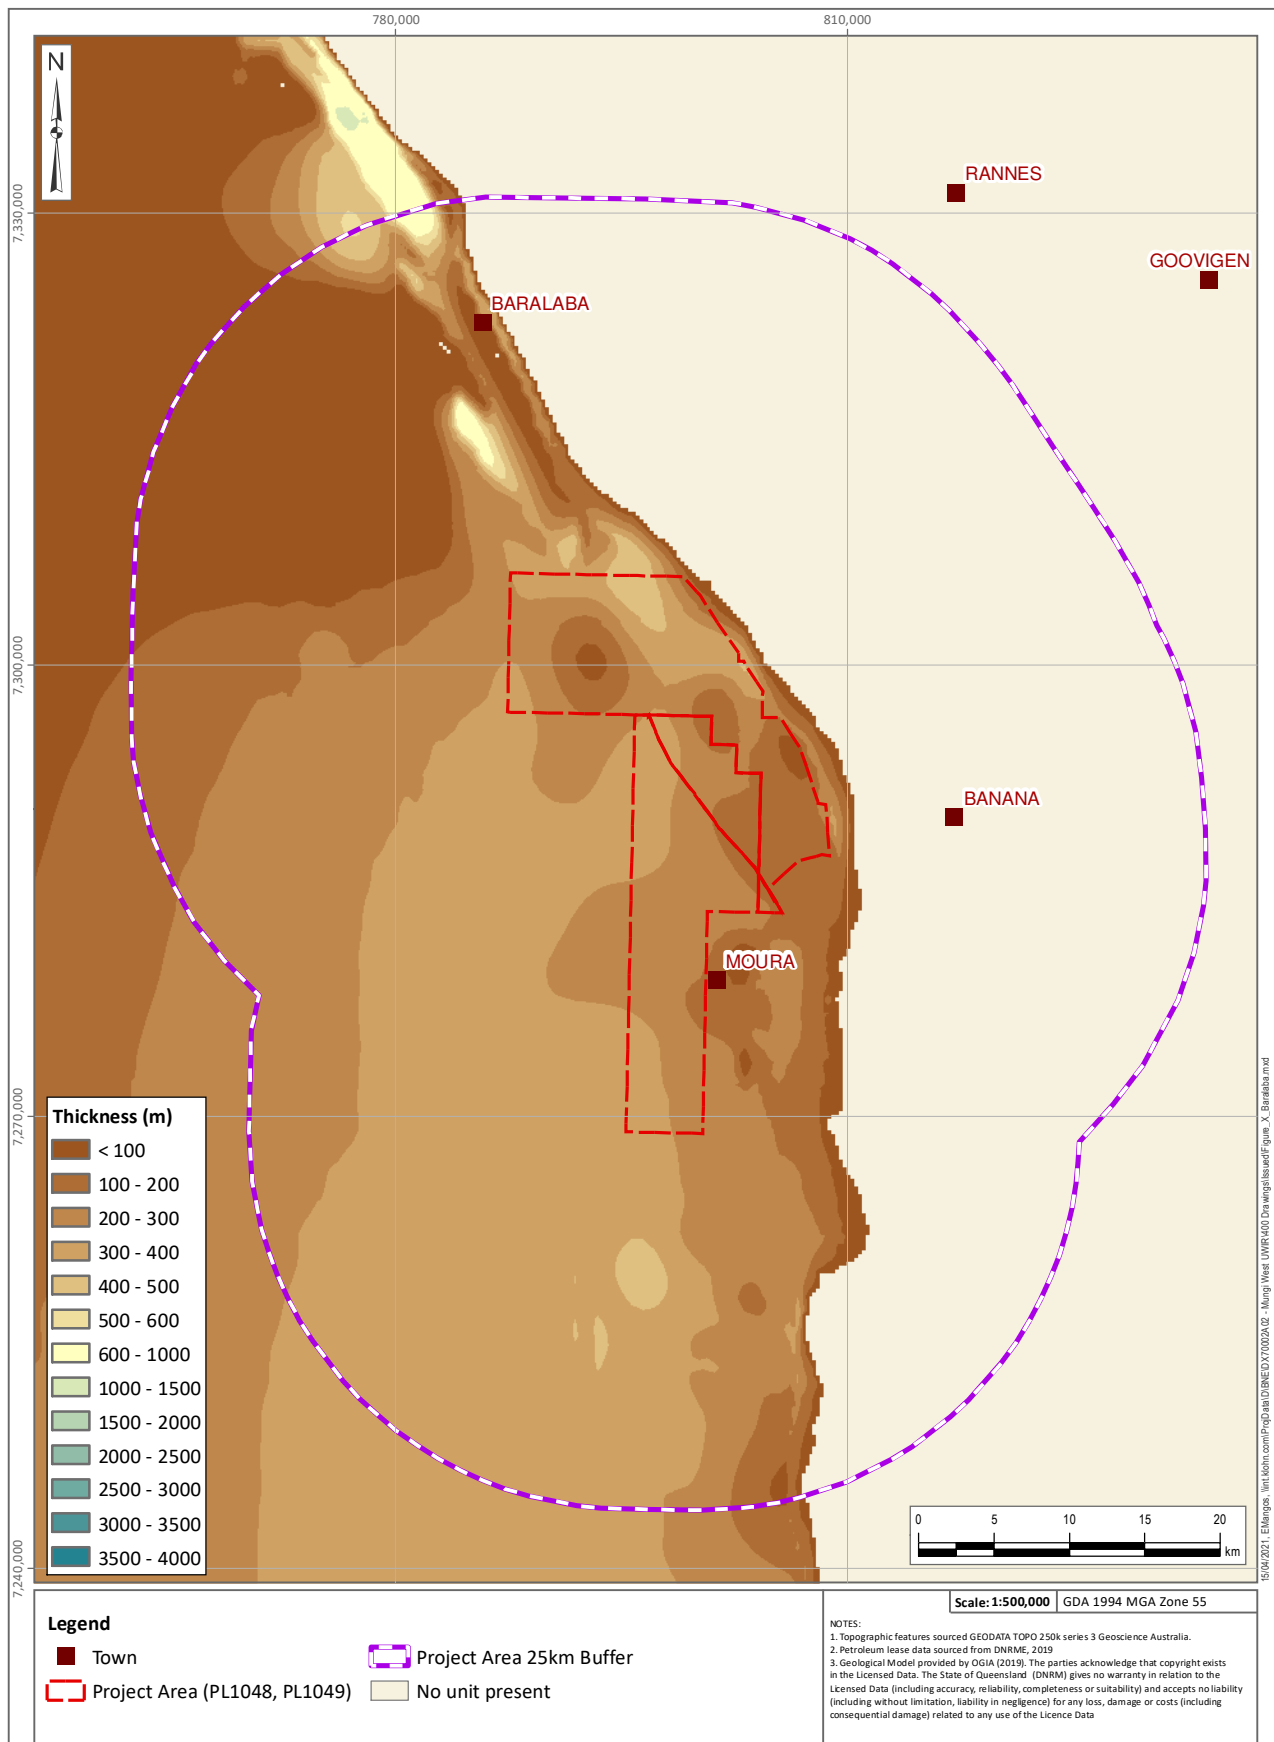 780,000
810,000
N
RANNES
7,330,000
GOOVIGEN
BARALABA
7,300,000
BANANA
MOURA
7,270,000
Thickness (m)
< 100
100 - 200
200 - 300
300 - 400
400 - 500
500 - 600
600 - 1000
1000 - 1500
1500 - 2000
2000 - 2500
2500 - 3000
3000 - 3500
3500 - 4000
0 5 10 15 20
km
7,240,000
Scale: 1:500,000
GDA 1994 MGA Zone 55
Legend
Town
Project Area 25km Buffer
Project Area (PL1048, PL1049)
No unit present
NOTES:
1. Topographic features sourced GEODATA TOPO 250k series 3 Geoscience Australia.
2. Petroleum lease data sourced from DNRME, 2019
3. Geological Model provided by OGIA (2019). The parties acknowledge that copyright exists
in the Licensed Data. The State of Queensland (DNRM) gives no warranty in relation to the
Licensed Data (including accuracy, reliability, completeness or suitability) and accepts no liability
(including without limitation, liability in negligence) for any loss, damage or costs (including
consequential damage) related to any use of the Licence Data